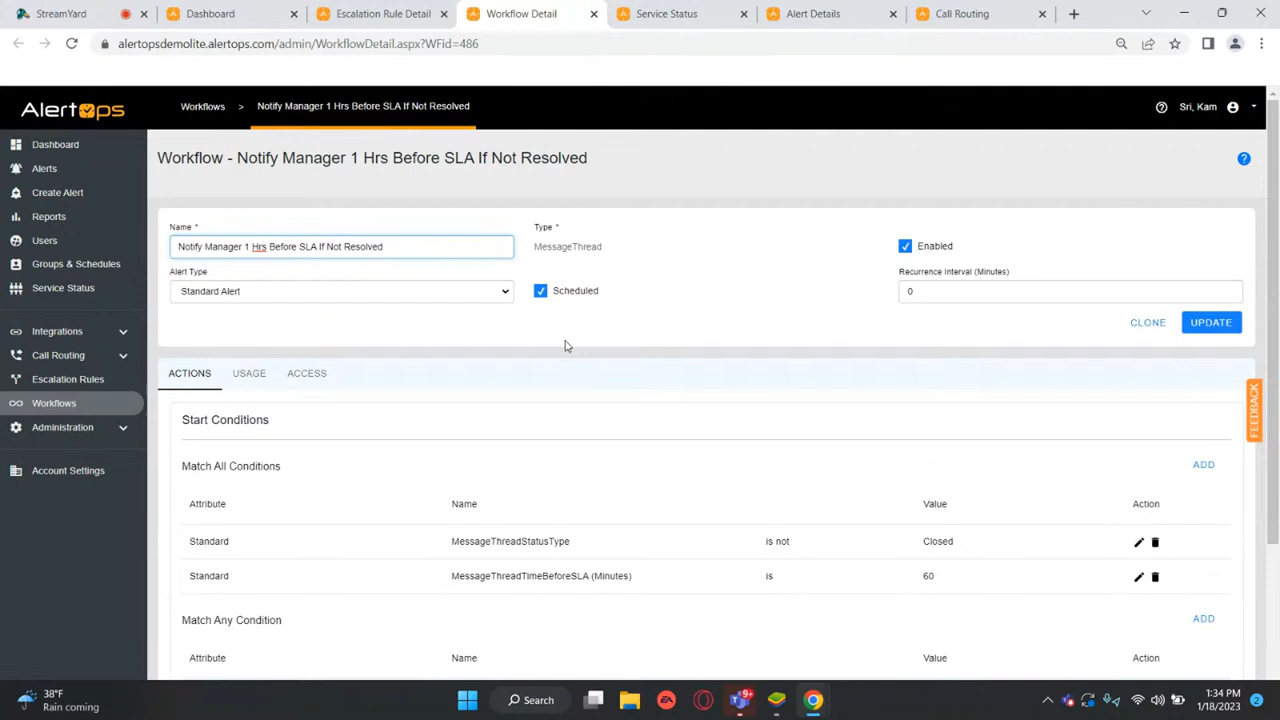 StreamYard
Dashboard
Escalation Rule Detail
Workflow Detail
Service Status
Alert Details
Call Routing
alertopsdemolite.alertops.com/admin/WorkflowDetail.aspx?WFid=486
AlertOps
Workflows > Notify Manager 1 Hrs Before SLA If Not Resolved
Sri, Kam
Dashboard
Alerts
Create Alert
Reports
Users
Groups & Schedules
Service Status
Integrations
Call Routing
Escalation Rules
Workflows
Administration
Account Settings
Workflow - Notify Manager 1 Hrs Before SLA If Not Resolved
?
Name *
Type *
Notify Manager 1 Hrs Before SLA If Not Resolved
MessageThread
Enabled
Alert Type
Recurrence Interval (Minutes)
Standard Alert
Scheduled
0
CLONE
UPDATE
ACTIONS
USAGE
ACCESS
FEEDBACK
Start Conditions
Match All Conditions
ADD
Attribute Name Value Action
Standard MessageThreadStatusType is not Closed
Standard MessageThreadTimeBeforeSLA (Minutes) is 60
Match Any Condition
ADD
Attribute Name Value Action
38°F
Rain coming
Search
9+
EA
1:34 PM
1/18/2023
2